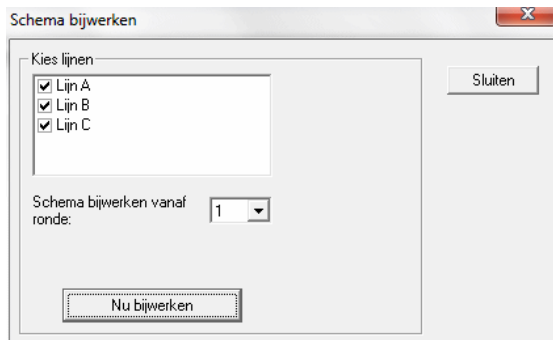 Schema bijwerken
Kies lijnen
Lijn A
Lijn B
Lijn C
Sluiten
Schema bijwerken vanaf
ronde:
1
Nu bijwerken